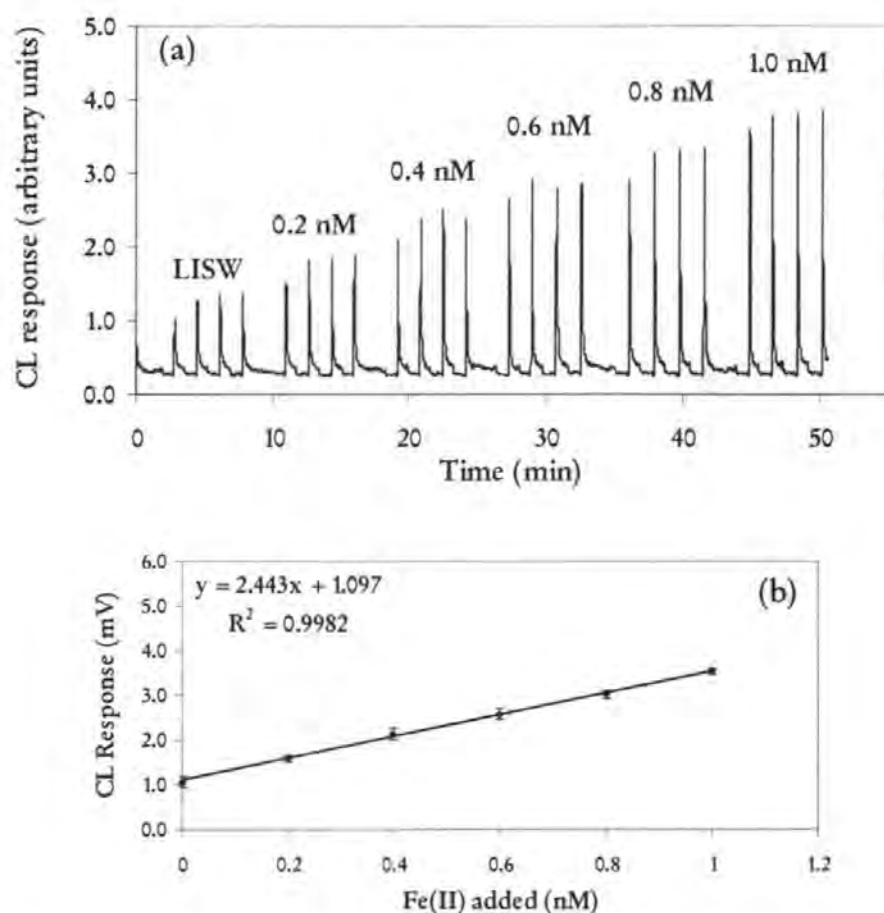 (a)
CL response (arbitrary units)
5.0
4.0
3.0
2.0
1.0
0.0
LISW
0.2 nM
0.4 nM
0.6 nM
0.8 nM
1.0 nM
0
10
20
30
40
50
Time (min)
(b)
y = 2.443x + 1.097
R² = 0.9982
CL Response (mV)
6.0
5.0
4.0
3.0
2.0
1.0
0.0
0
0.2
0.4
0.6
0.8
1
1.2
Fe(II) added (nM)